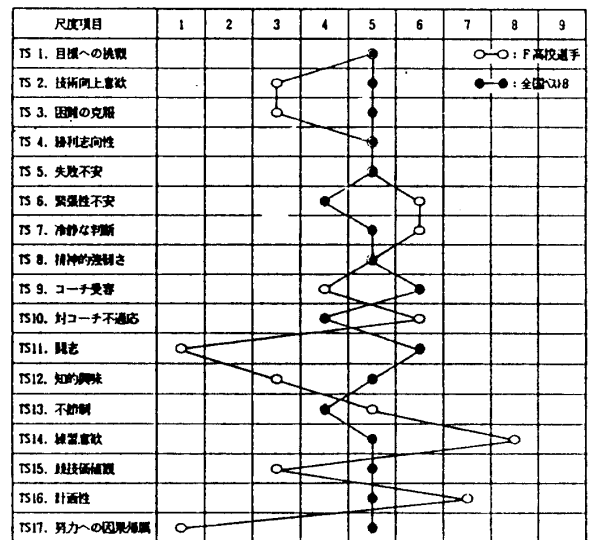 尺度項目 1 2 3 4 5 6 7 8 9
TS 1. 目標への挑戦
○─○ : F高校選手
TS 2. 技術向上意欲
●─● : 全国ベスト8
TS 3. 困難の克服
TS 4. 勝利志向性
TS 5. 失敗不安
TS 6. 緊張性不安
TS 7. 冷静な判断
TS 8. 精神的強靭さ
TS 9. コーチ受容
TS10. 対コーチ不適応
TS11. 闘志
TS12. 知的興味
TS13. 不節制
TS14. 練習意欲
TS15. 競技価値観
TS16. 計画性
TS17. 努力への因果帰属